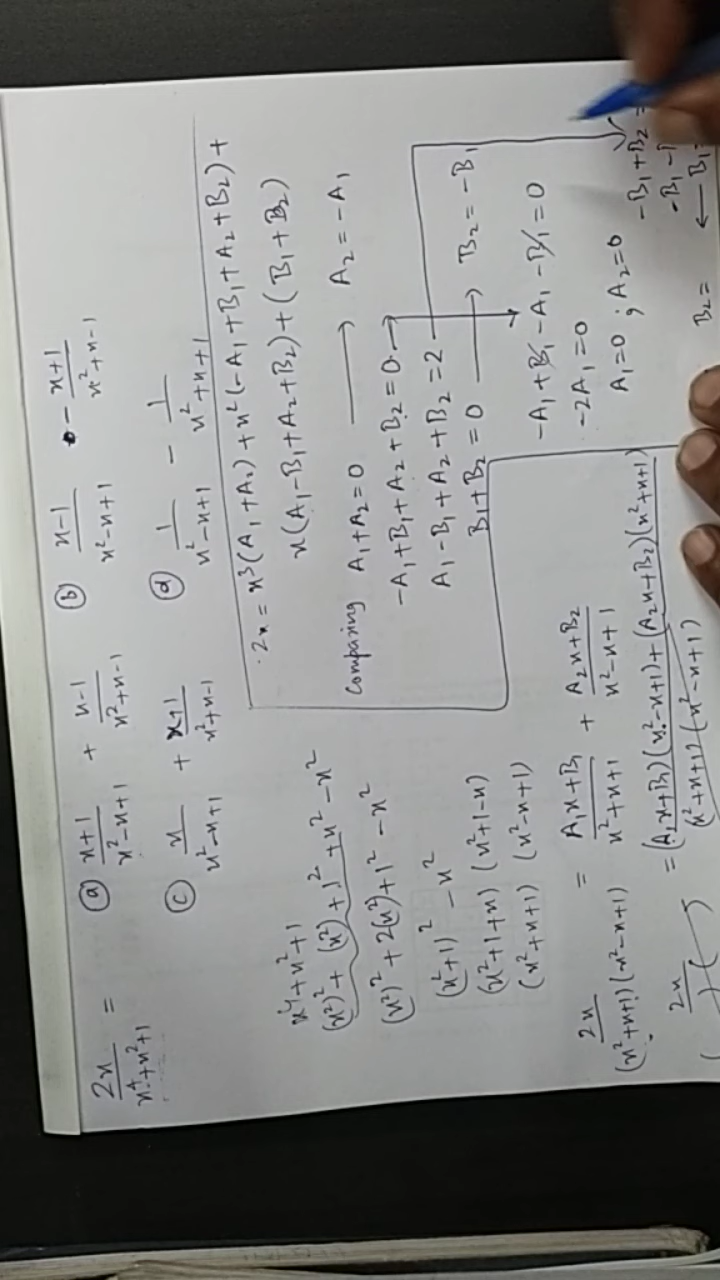 2x / x⁴+x²+1 =
(a) x+1 / x²-x+1 + x-1 / x²+x-1
(b) x-1 / x²-x+1 - x+1 / x²+x-1
(c) x / x²-x+1 + x+1 / x²+x-1
(d) 1 / x²-x+1 - 1 / x²+x+1
x⁴+x²+1
(x²)²+(x²)+1²+x²-x²
(x²)²+2(x²)+1²-x²
(x²+1)²-x²
(x²+1+x)(x²+1-x)
(x²+x+1)(x²-x+1)
2x / (x²+x+1)(x²-x+1) = A₁x+B₁ / x²+x+1 + A₂x+B₂ / x²-x+1
2x / ( ) ( = (A₁x+B₁)(x²-x+1)+(A₂x+B₂)(x²+x+1) / (x²+x+1)(x²-x+1)
2x = x³(A₁+A₂)+x²(-A₁+B₁+A₂+B₂)+
x(A₁-B₁+A₂+B₂)+(B₁+B₂)
Comparing A₁+A₂=0 → A₂=-A₁
-A₁+B₁+A₂+B₂=0
A₁-B₁+A₂+B₂=2
B₁+B₂=0 → B₂=-B₁
-A₁+B₁-A₁-B₁=0
-2A₁=0
A₁=0 ; A₂=0
-B₁+B₂=
-B₁-
B₂= ← B₁=